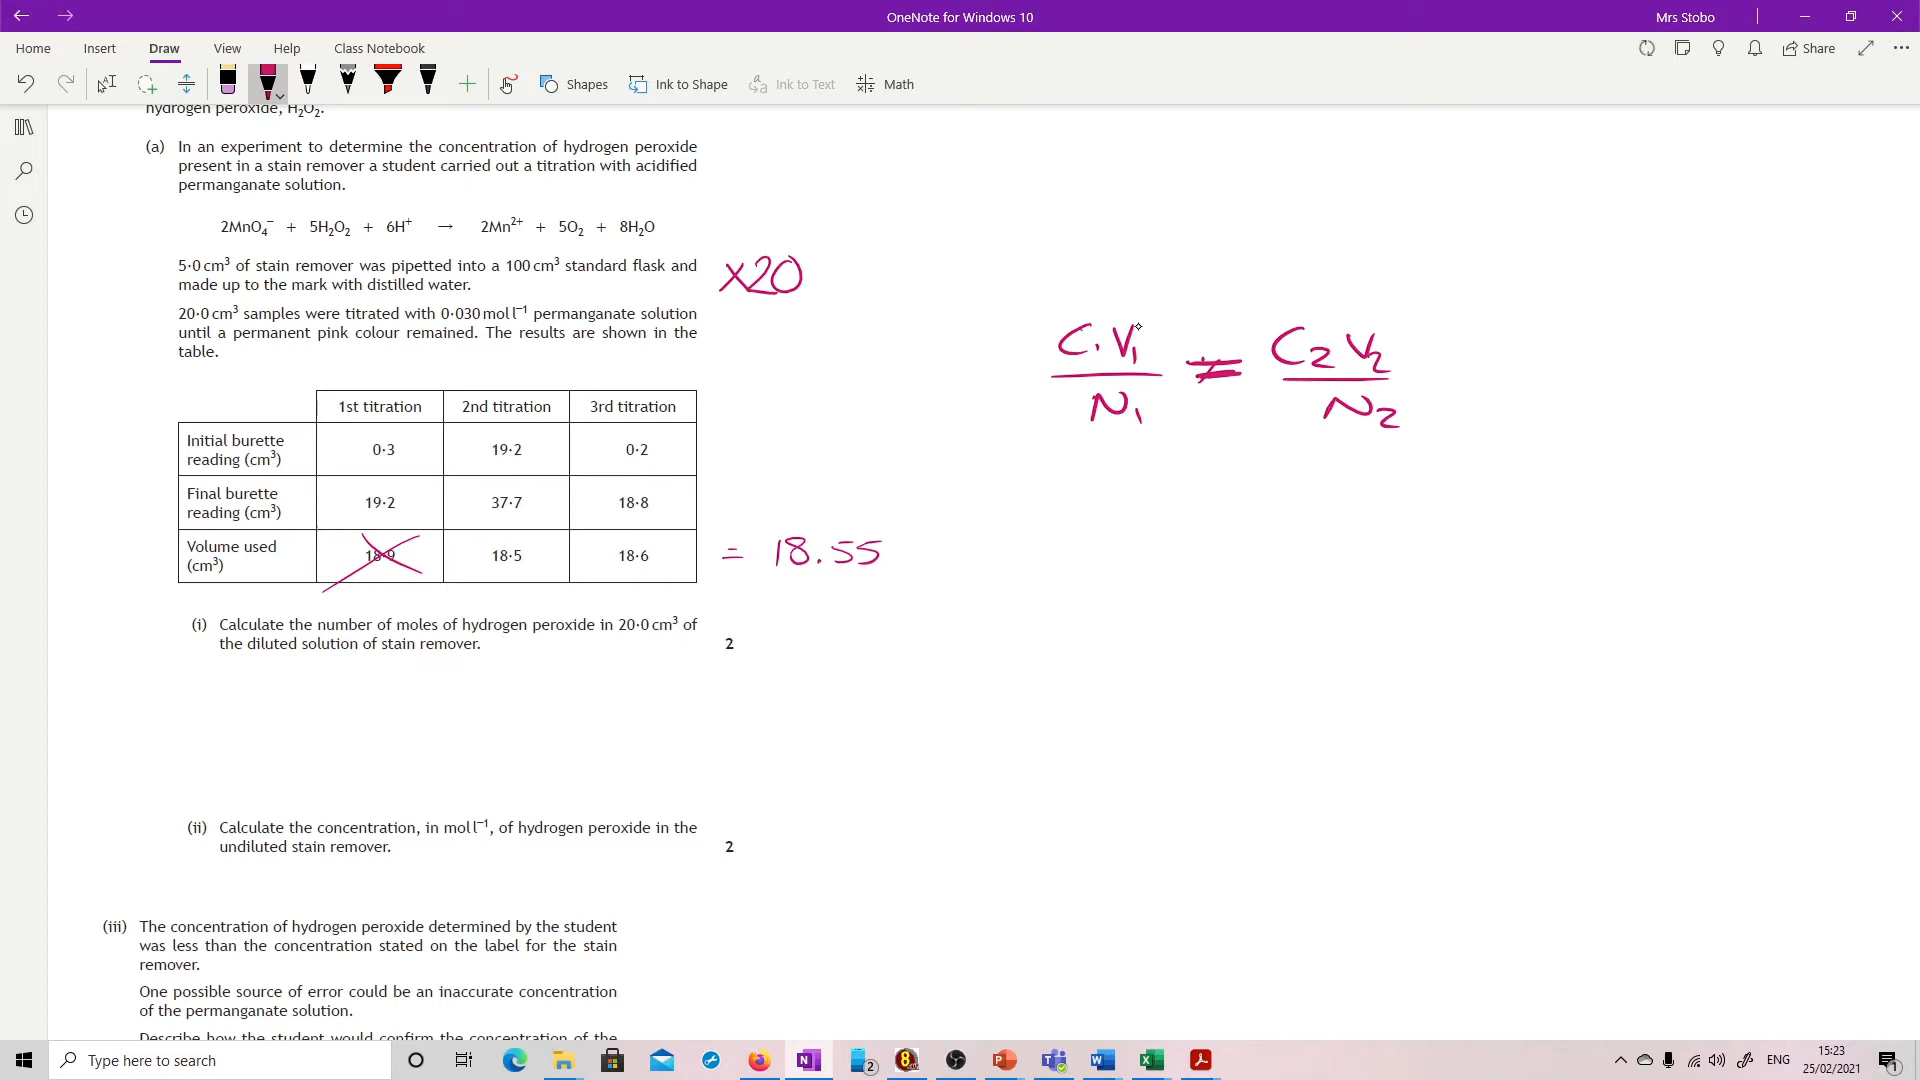 OneNote for Windows 10
Mrs Stobo
Home Insert Draw View Help Class Notebook
Share
Shapes Ink to Shape Ink to Text Math
hydrogen peroxide, H₂O₂.
(a) In an experiment to determine the concentration of hydrogen peroxide
present in a stain remover a student carried out a titration with acidified
permanganate solution.
2MnO₄⁻ + 5H₂O₂ + 6H⁺ → 2Mn²⁺ + 5O₂ + 8H₂O
5·0 cm³ of stain remover was pipetted into a 100 cm³ standard flask and
made up to the mark with distilled water.
×20
20·0 cm³ samples were titrated with 0·030 mol l⁻¹ permanganate solution
until a permanent pink colour remained. The results are shown in the
table.
C₁V₁ = C₂V₂
N₁ N₂
1st titration 2nd titration 3rd titration
Initial burette
reading (cm³) 0·3 19·2 0·2
Final burette
reading (cm³) 19·2 37·7 18·8
Volume used
(cm³) 18·9 18·5 18·6
= 18.55
(i) Calculate the number of moles of hydrogen peroxide in 20·0 cm³ of
the diluted solution of stain remover. 2
(ii) Calculate the concentration, in mol l⁻¹, of hydrogen peroxide in the
undiluted stain remover. 2
(iii) The concentration of hydrogen peroxide determined by the student
was less than the concentration stated on the label for the stain
remover.
One possible source of error could be an inaccurate concentration
of the permanganate solution.
Describe how the student would confirm the concentration of the
Type here to search
ENG
15:23
25/02/2021